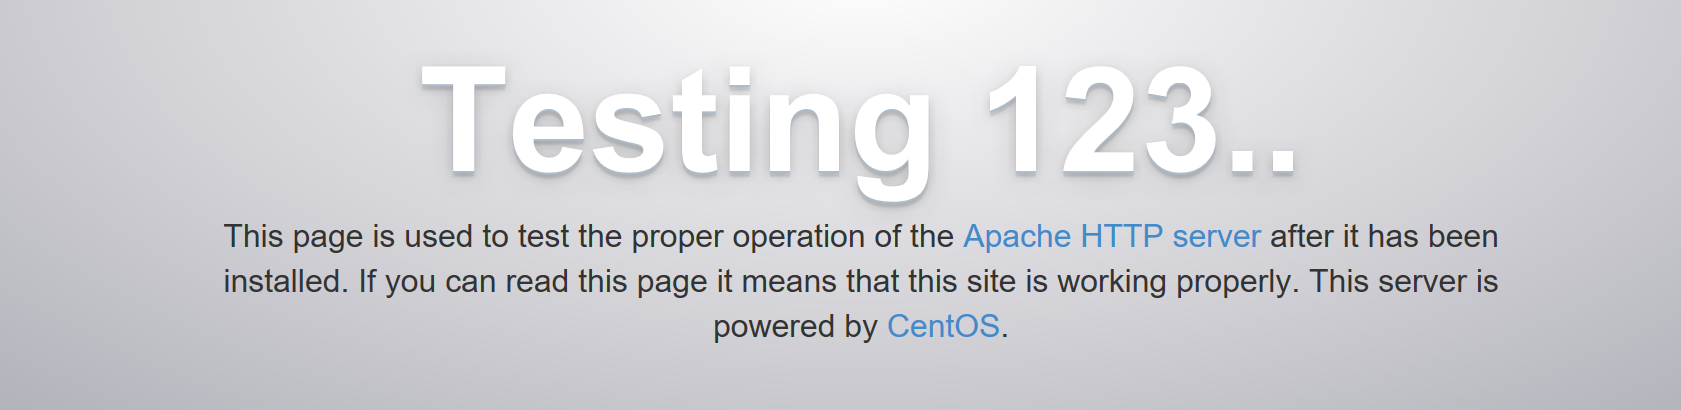 Testing 123..
This page is used to test the proper operation of the Apache HTTP server after it has been
installed. If you can read this page it means that this site is working properly. This server is
powered by CentOS.